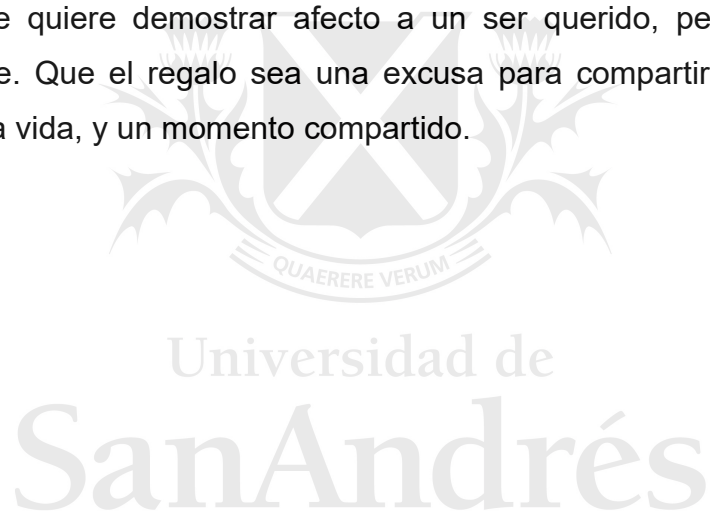 e quiere demostrar afecto a un ser querido, pe
e. Que el regalo sea una excusa para compartir
a vida, y un momento compartido.
QUAERERE VERUM
Universidad de
SanAndrés